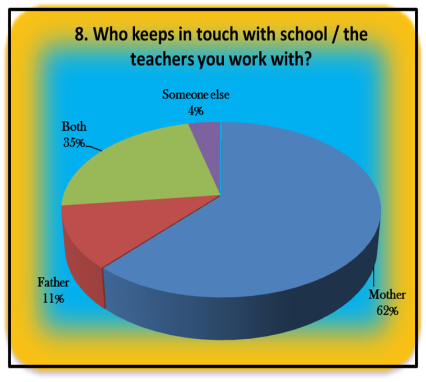 8. Who keeps in touch with school / the
teachers you work with?
Someone else
4%
Both
35%
Father
11%
Mother
62%